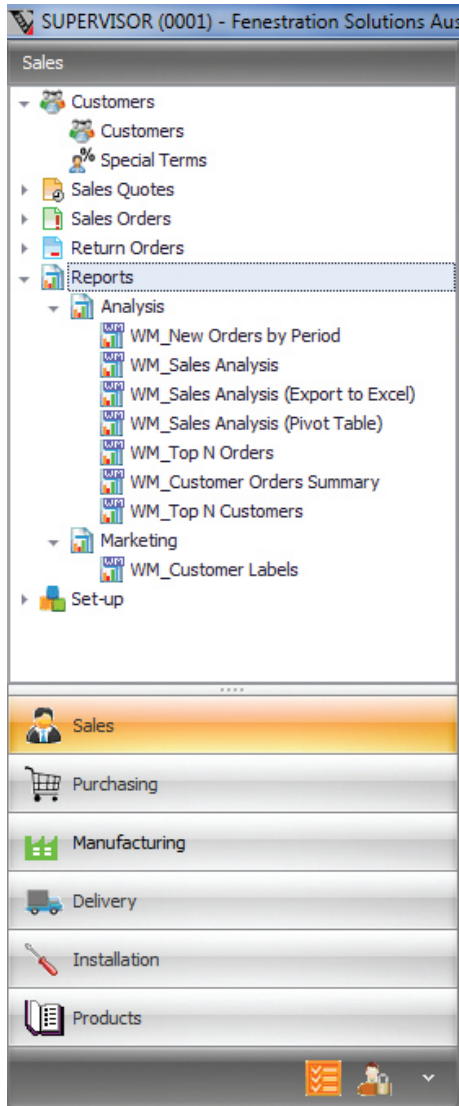 SUPERVISOR (0001) - Fenestration Solutions Aus
Sales
Customers
Customers
Special Terms
Sales Quotes
Sales Orders
Return Orders
Reports
Analysis
WM_New Orders by Period
WM_Sales Analysis
WM_Sales Analysis (Export to Excel)
WM_Sales Analysis (Pivot Table)
WM_Top N Orders
WM_Customer Orders Summary
WM_Top N Customers
Marketing
WM_Customer Labels
Set-up
Sales
Purchasing
Manufacturing
Delivery
Installation
Products